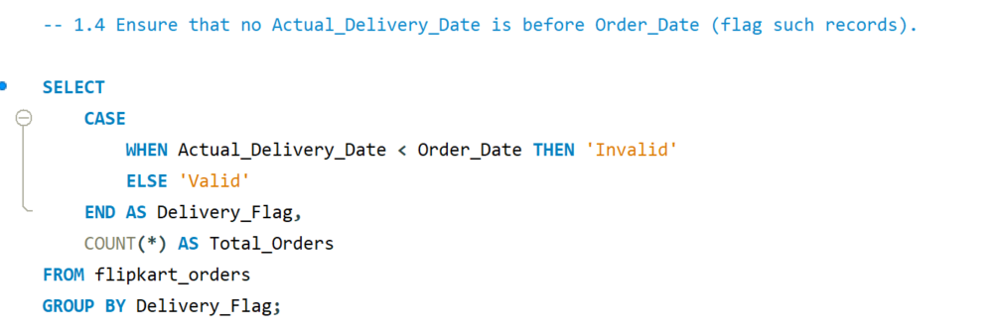 -- 1.4 Ensure that no Actual_Delivery_Date is before Order_Date (flag such records).
SELECT
CASE
WHEN Actual_Delivery_Date < Order_Date THEN 'Invalid'
ELSE 'Valid'
END AS Delivery_Flag,
COUNT(*) AS Total_Orders
FROM flipkart_orders
GROUP BY Delivery_Flag;